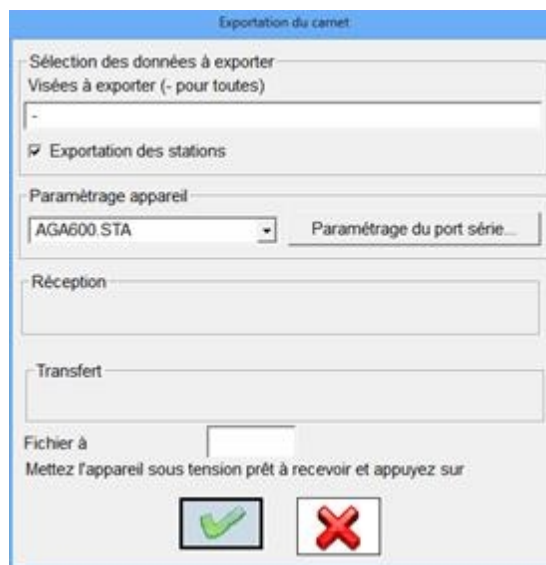 Exportation du carnet
Sélection des données à exporter
Visées à exporter (- pour toutes)
-
Exportation des stations
Paramètrage appareil
AGA600.STA
Paramétrage du port série...
Réception
Transfert
Fichier à
Mettez l'appareil sous tension prêt à recevoir et appuyez sur